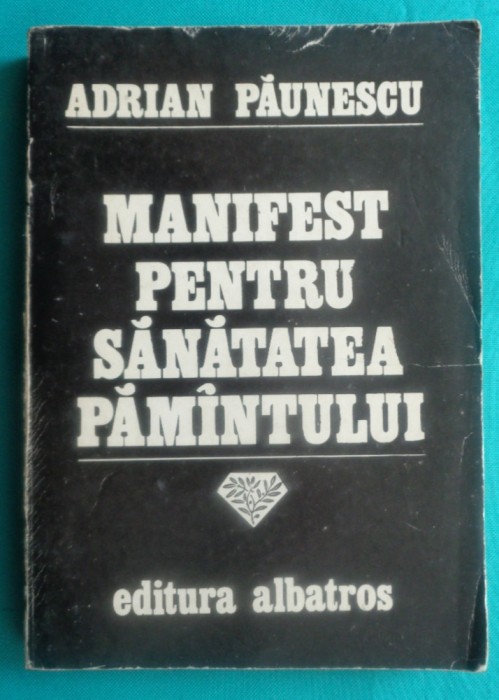 ADRIAN PĂUNESCU
MANIFEST
PENTRU
SĂNĂTATEA
PĂMÎNTULUI
editura albatros